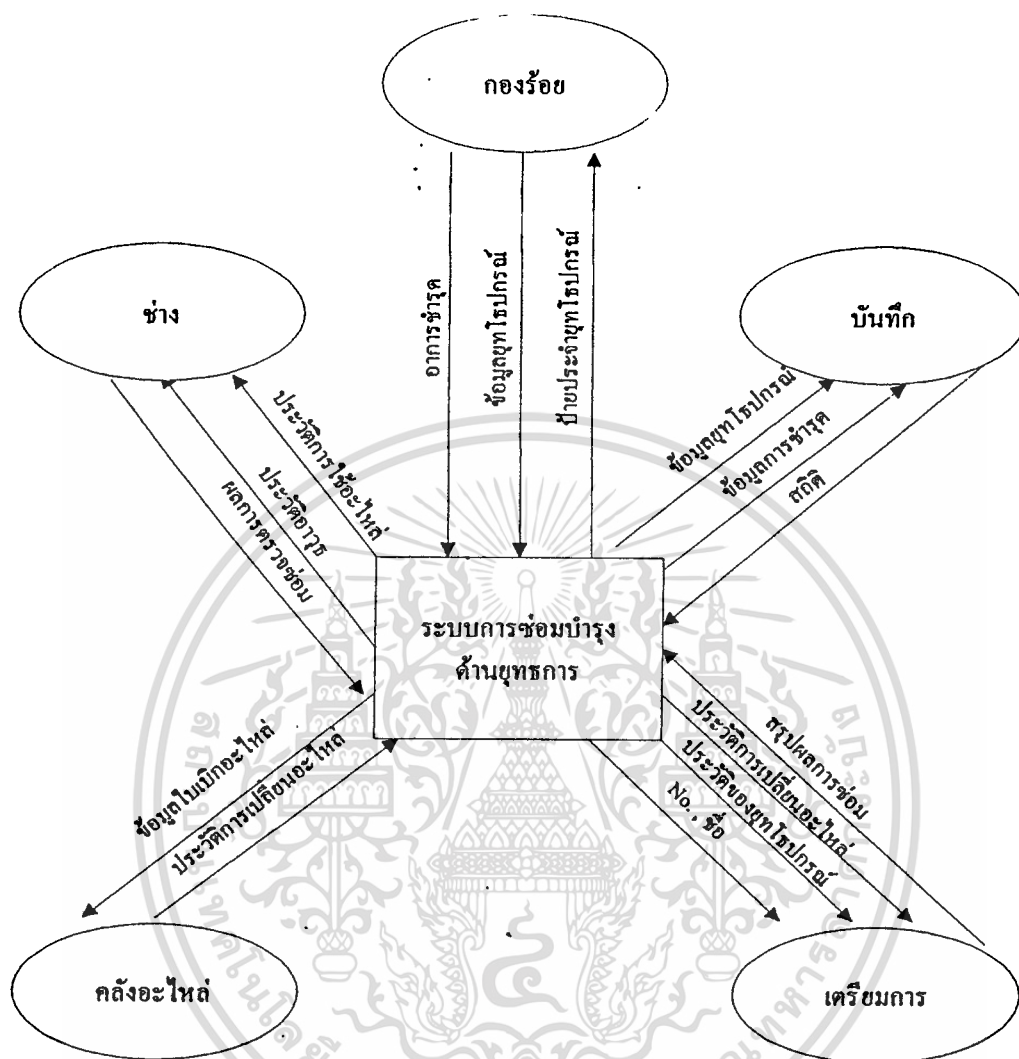 กองร้อย
ช่าง
บันทึก
อาการชำรุด
ข้อมูลยุทโธปกรณ์
ป้ายประจำยุทโธปกรณ์
ประวัติการใช้อะไหล่
ประวัติอาวุธ
ผลการตรวจซ่อม
ข้อมูลยุทโธปกรณ์
ข้อมูลการชำรุด
สถิติ
ระบบการซ่อมบำรุง
ด้านยุทธการ
ข้อมูลใบเบิกอะไหล่
ประวัติการเปลี่ยนอะไหล่
สรุปผลการซ่อม
ประวัติการเปลี่ยนอะไหล่
ประวัติของยุทโธปกรณ์
No., ชื่อ
คลังอะไหล่
เตรียมการ